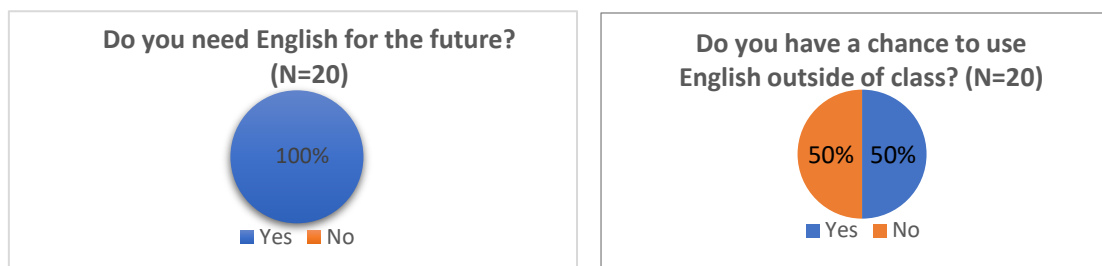 Do you need English for the future?
(N=20)
100%
Yes No
Do you have a chance to use
English outside of class? (N=20)
50% 50%
Yes No